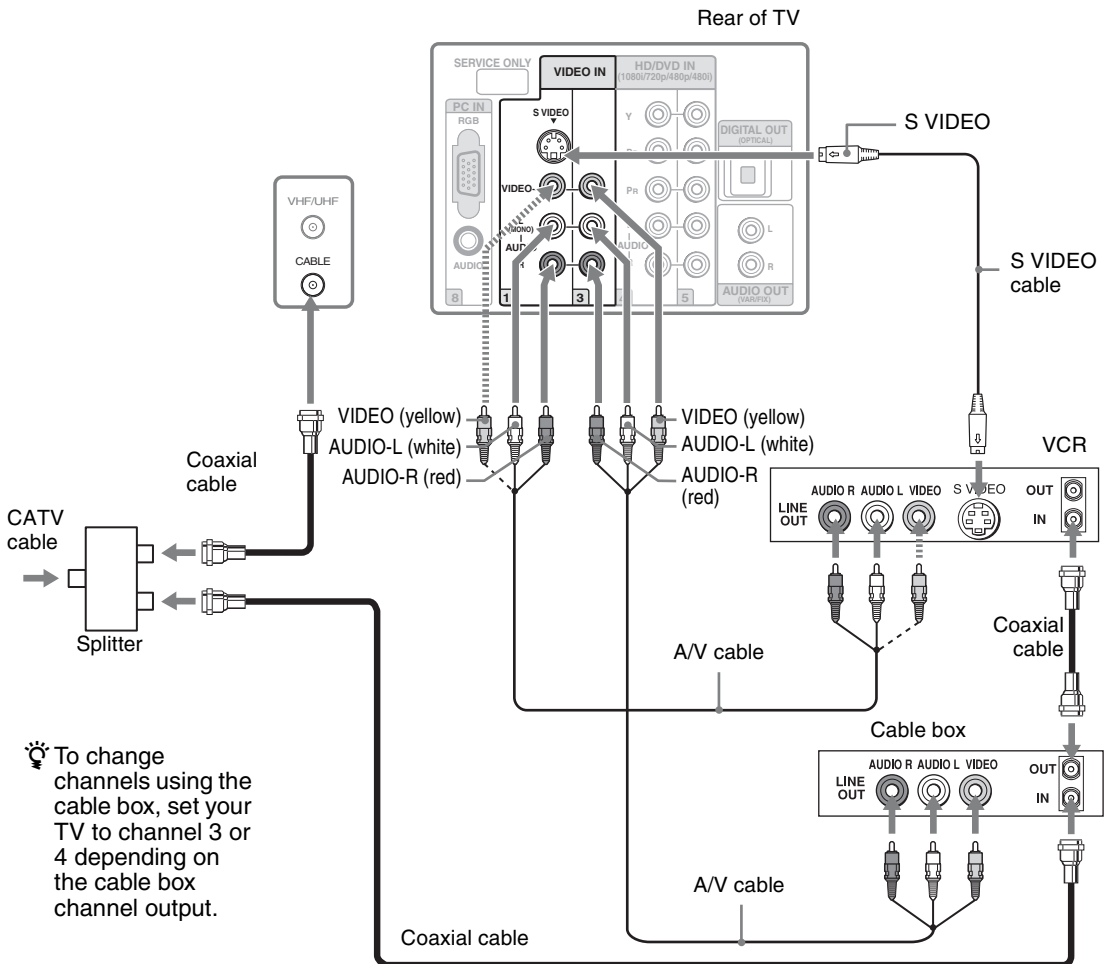 Rear of TV
SERVICE ONLY
VIDEO IN
HD/DVD IN
(1080i/720p/480p/480i)
PC IN
RGB
S VIDEO
Y
DIGITAL OUT
(OPTICAL)
S VIDEO
VHF/UHF
CABLE
VIDEO
PR
(MONO)
L
AUDIO
R
AUDIO
L
R
AUDIO
AUDIO OUT
(VAR/FIX)
8
1
3
5
S VIDEO
cable
VIDEO (yellow)
AUDIO-L (white)
AUDIO-R (red)
VIDEO (yellow)
AUDIO-L (white)
AUDIO-R
(red)
Coaxial
cable
CATV
cable
Splitter
VCR
LINE
OUT
AUDIO R
AUDIO L
VIDEO
S VIDEO
OUT
IN
A/V cable
Coaxial
cable
Cable box
LINE
OUT
AUDIO R
AUDIO L
VIDEO
OUT
IN
To change
channels using the
cable box, set your
TV to channel 3 or
4 depending on
the cable box
channel output.
A/V cable
Coaxial cable